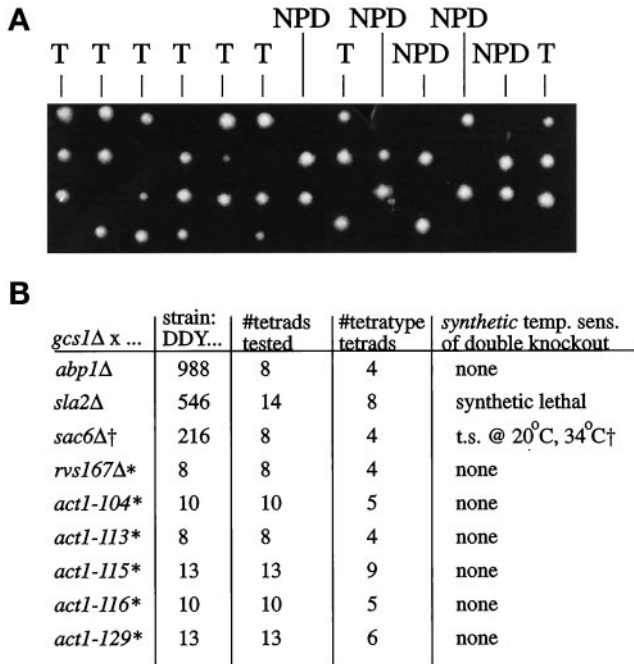 A
NPD NPD NPD
T T T T T T T NPD NPD T
B
gcs1Δ x ... strain: DDY... #tetrads tested #tetratype tetrads synthetic temp. sens. of double knockout
abp1Δ 988 8 4 none
sla2Δ 546 14 8 synthetic lethal
sac6Δ† 216 8 4 t.s. @ 20°C, 34°C†
rvs167Δ* 8 8 4 none
act1-104* 10 10 5 none
act1-113* 8 8 4 none
act1-115* 13 13 9 none
act1-116* 10 10 5 none
act1-129* 13 13 6 none